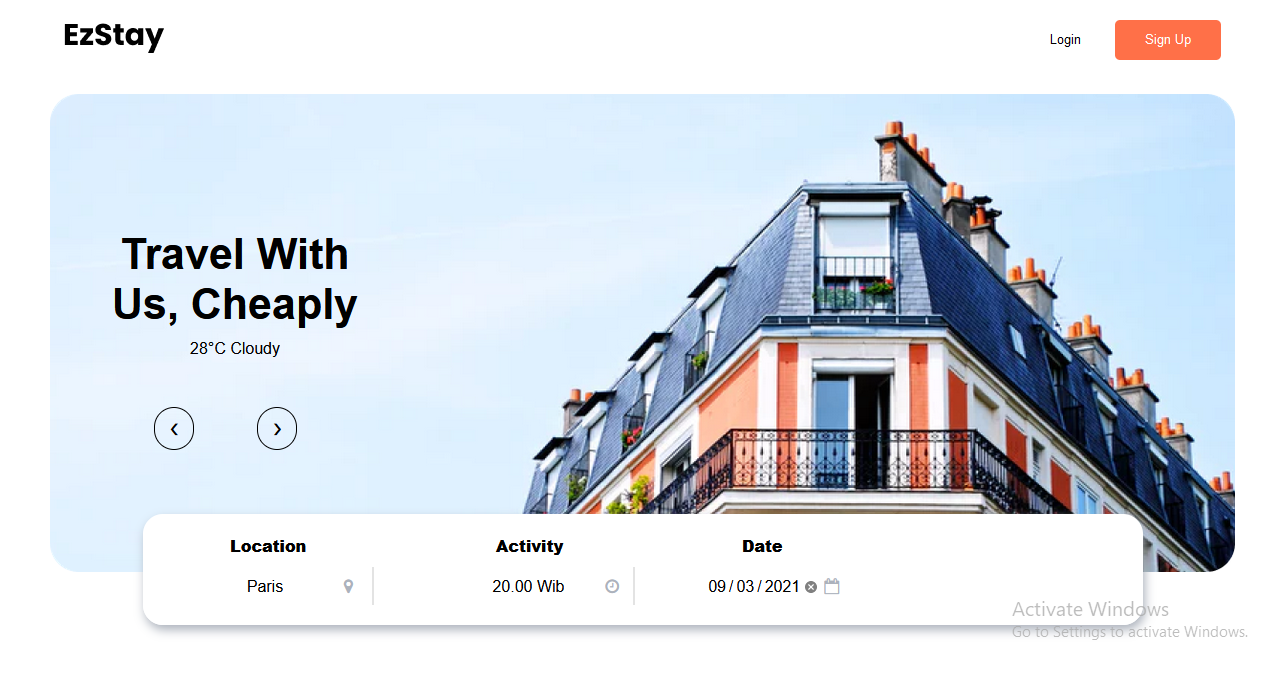 EzStay
Login
Sign Up
Travel With
Us, Cheaply
28°C Cloudy
Location
Activity
Date
Paris
20.00 Wib
09/03/2021
Activate Windows
Go to Settings to activate Windows.